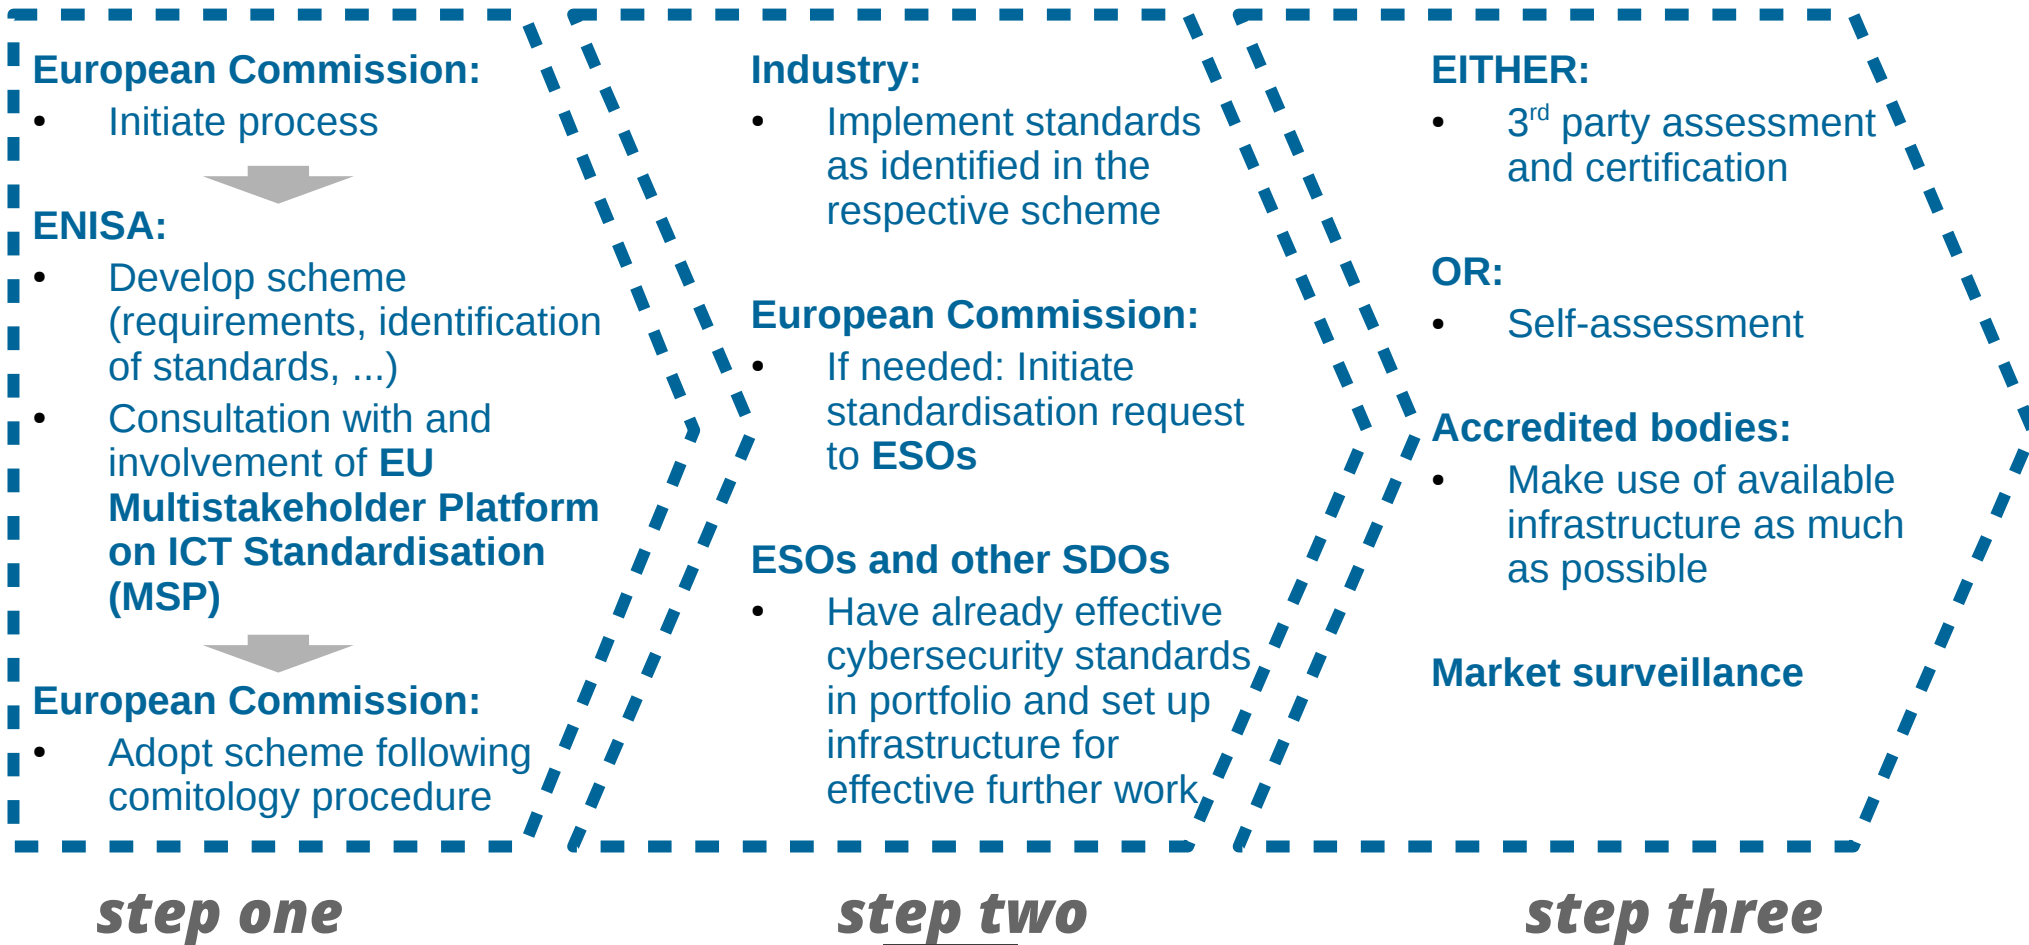 European Commission:
• Initiate process
ENISA:
• Develop scheme
(requirements, identification
of standards, ...)
• Consultation with and
involvement of EU
Multistakeholder Platform
on ICT Standardisation
(MSP)
European Commission:
• Adopt scheme following
comitology procedure
step one
Industry:
• Implement standards
as identified in the
respective scheme
European Commission:
• If needed: Initiate
standardisation request
to ESOs
ESOs and other SDOs
• Have already effective
cybersecurity standards
in portfolio and set up
infrastructure for
effective further work
step two
EITHER:
• 3rd party assessment
and certification
OR:
• Self-assessment
Accredited bodies:
• Make use of available
infrastructure as much
as possible
Market surveillance
step three